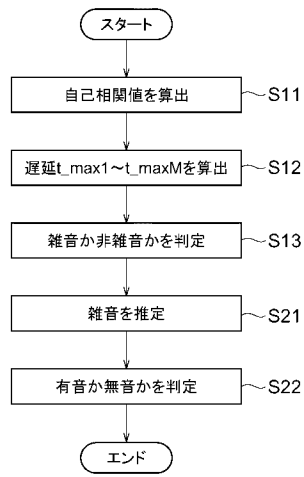 スタート
自己相関値を算出 S11
遅延t_max1～t_maxMを算出 S12
雑音か非雑音かを判定 S13
雑音を推定 S21
有音か無音かを判定 S22
エンド